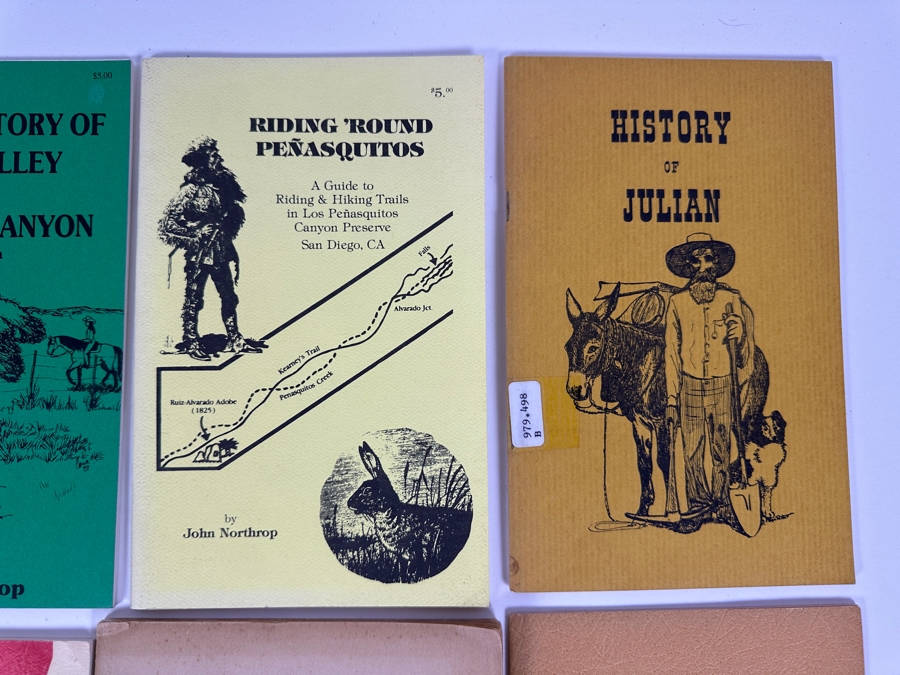 $5.00
TORY OF
LLEY
ANYON
op
$5.00
RIDING 'ROUND
PEÑASQUITOS
A Guide to
Riding & Hiking Trails
in Los Peñasquitos
Canyon Preserve
San Diego, CA
Falls
Alvarado Jct.
Kearney's Trail
Penasquitos Creek
Ruiz-Alvarado Adobe
(1825)
by
John Northrop
HISTORY
OF
JULIAN
979.498
B